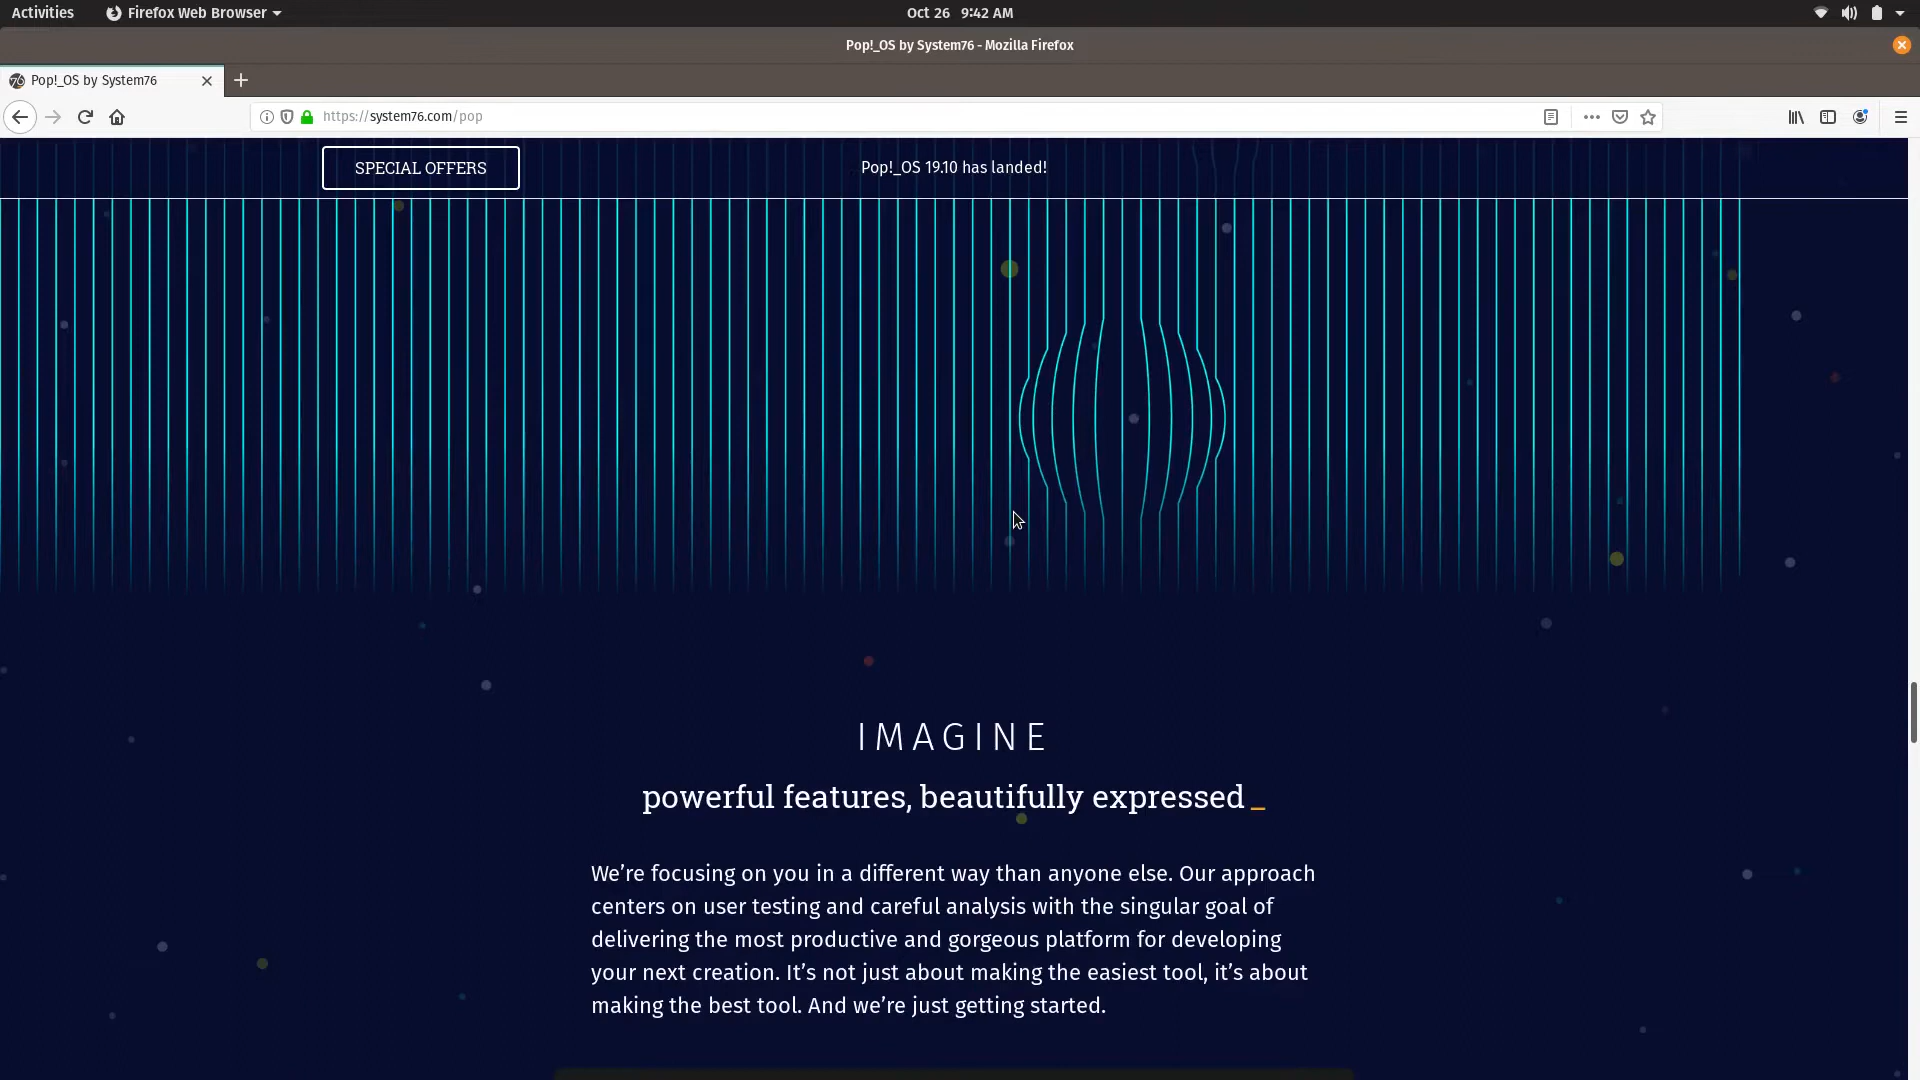 Activities
Firefox Web Browser
Oct 26 9:42 AM
Pop!_OS by System76 - Mozilla Firefox
Pop!_OS by System76
https://system76.com/pop
SPECIAL OFFERS
Pop!_OS 19.10 has landed!
IMAGINE
powerful features, beautifully expressed_
We’re focusing on you in a different way than anyone else. Our approach
centers on user testing and careful analysis with the singular goal of
delivering the most productive and gorgeous platform for developing
your next creation. It’s not just about making the easiest tool, it’s about
making the best tool. And we’re just getting started.